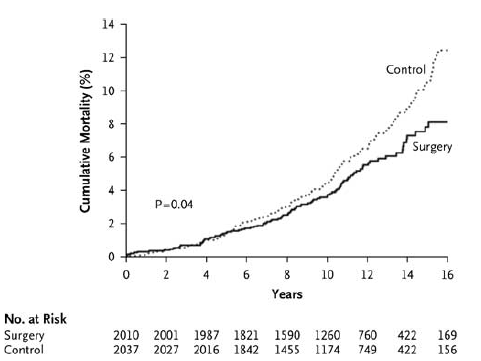 14
12
10
8
6
4
2
0
Cumulative Mortality (%)
Control
Surgery
P=0.04
0 2 4 6 8 10 12 14 16
Years
No. at Risk
Surgery 2010 2001 1987 1821 1590 1260 760 422 169
Control 2037 2027 2016 1842 1455 1174 749 422 156